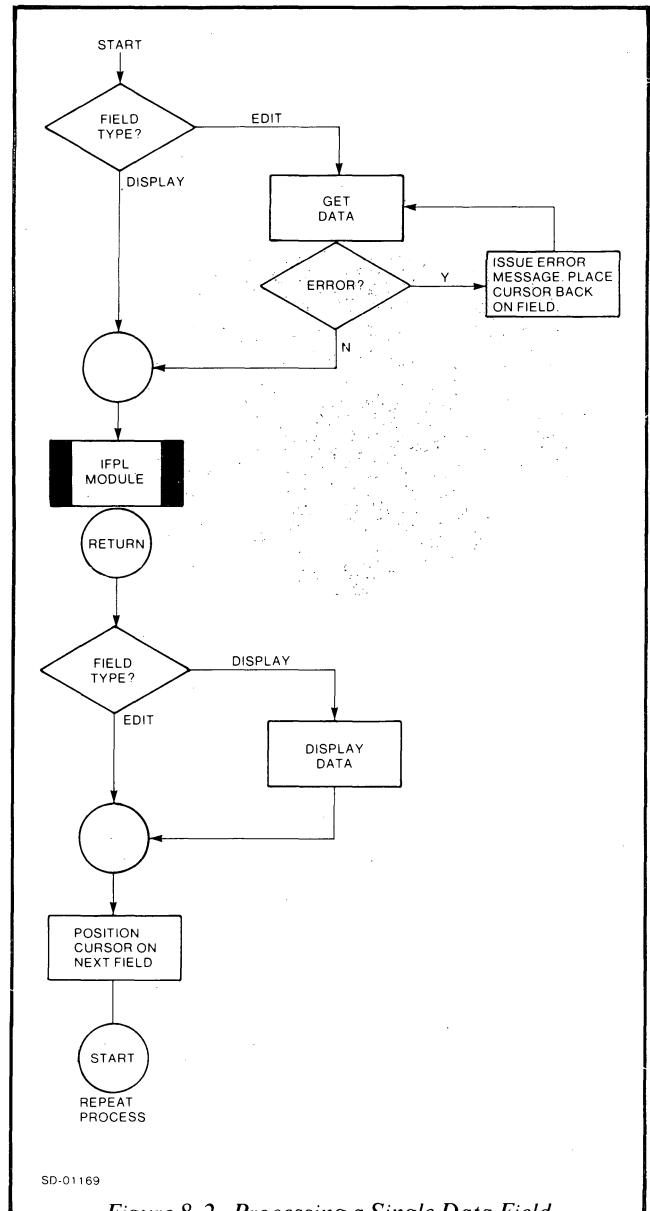 START
FIELD
TYPE?
EDIT
DISPLAY
GET
DATA
ERROR?
Y
ISSUE ERROR
MESSAGE. PLACE
CURSOR BACK
ON FIELD.
N
IFPL
MODULE
RETURN
FIELD
TYPE?
DISPLAY
EDIT
DISPLAY
DATA
POSITION
CURSOR ON
NEXT FIELD
START
REPEAT
PROCESS
SD-01169
Figure 8-2. Processing a Single Data Field